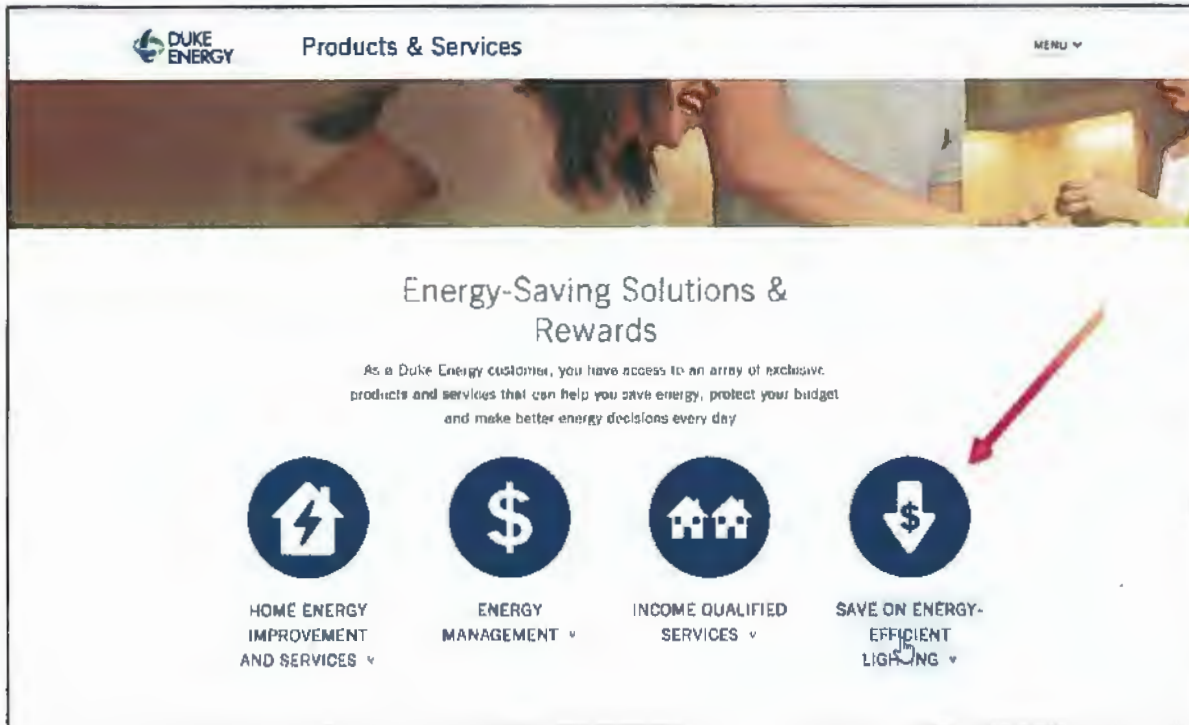 DUKE
ENERGY
Products & Services
MENU
Energy-Saving Solutions &
Rewards
As a Duke Energy customer, you have access to an array of exclusive
products and services that can help you save energy, protect your budget
and make better energy decisions every day
$
$
HOME ENERGY
IMPROVEMENT
AND SERVICES
ENERGY
MANAGEMENT
INCOME QUALIFIED
SERVICES
SAVE ON ENERGY-
EFFICIENT
LIGHTING